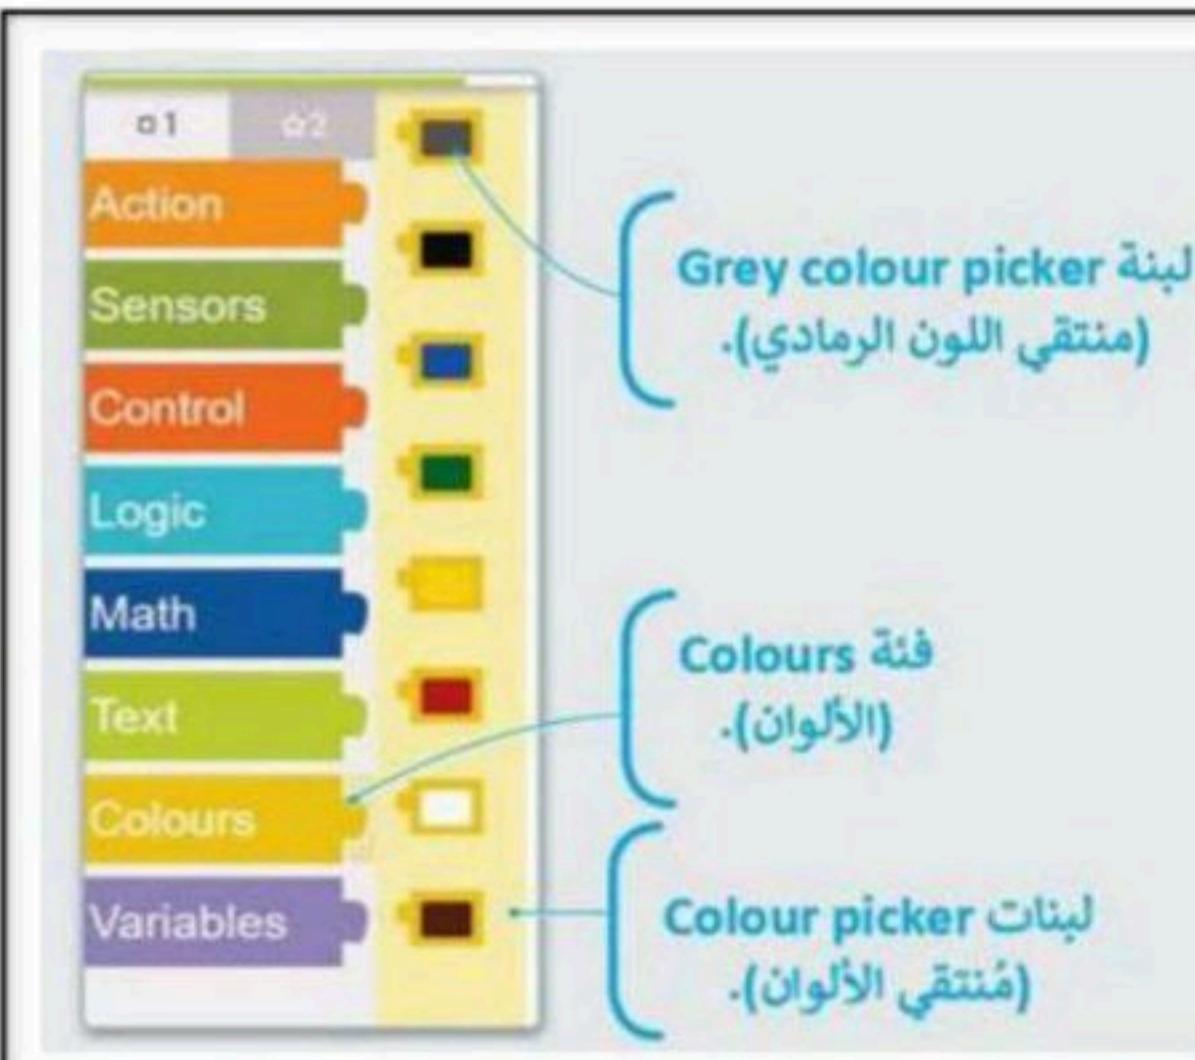 1
2
Action
Sensors
Control
Logic
Math
Text
Colours
Variables
لبنة Grey colour picker
(منتقي اللون الرمادي).
فئة Colours
(الألوان).
لبنات Colour picker
(مُنتقي الألوان).